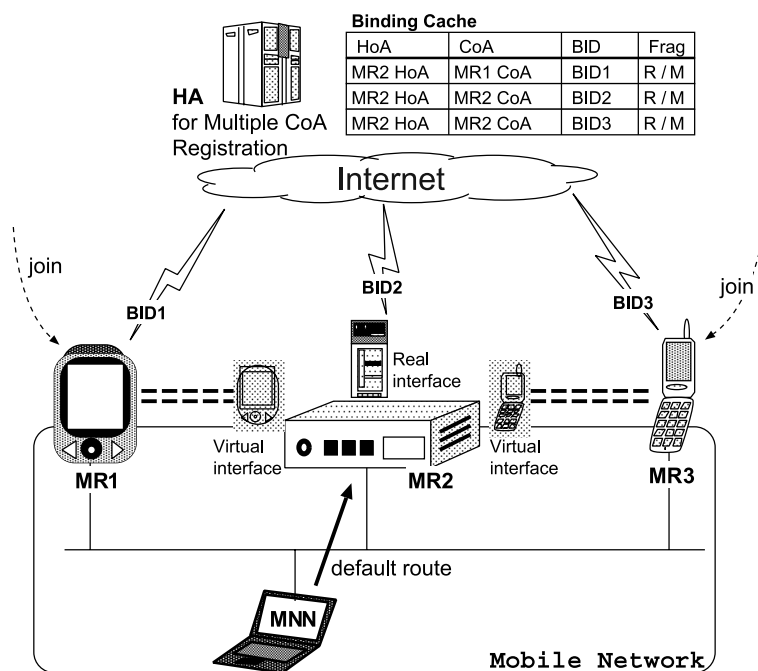 Binding Cache
HoA CoA BID Frag
MR2 HoA MR1 CoA BID1 R / M
MR2 HoA MR2 CoA BID2 R / M
MR2 HoA MR2 CoA BID3 R / M
HA
for Multiple CoA
Registration
Internet
join
join
BID1
BID2
BID3
Real
interface
Virtual
interface
Virtual
interface
MR1
MR2
MR3
default route
MNN
Mobile Network